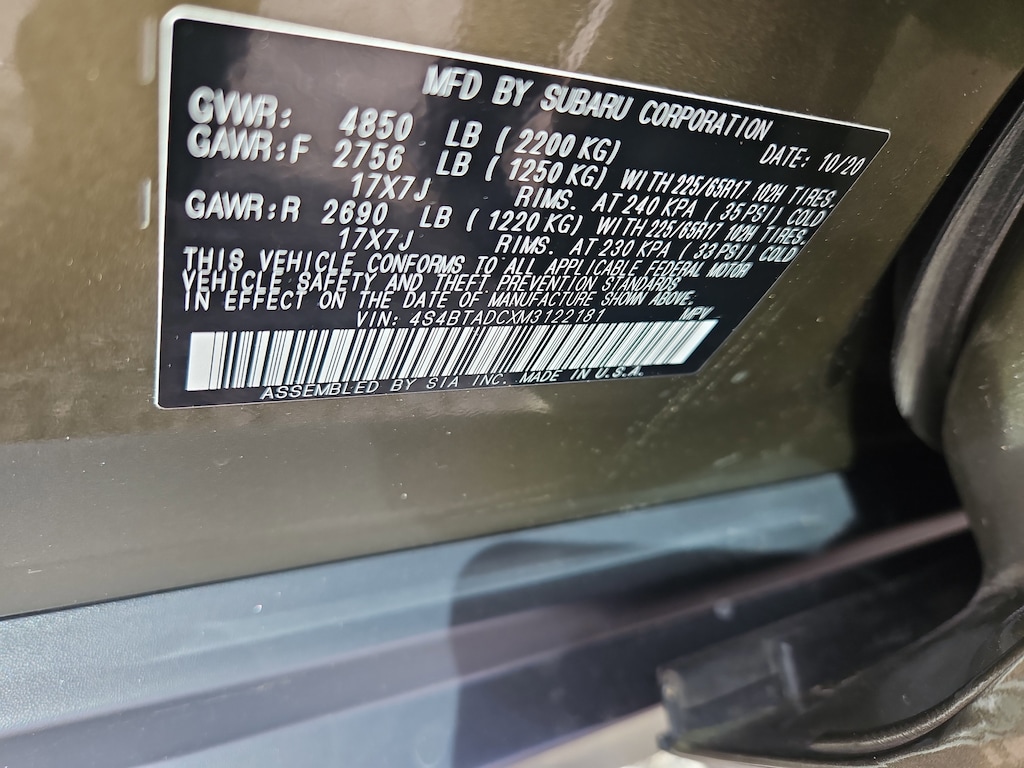 MFD BY SUBARU CORPORATION
GVWR: 4850 LB (2200 KG) DATE: 10/20
GAWR:F 2756 LB (1250 KG) WITH 225/65R17 102H TIRES,
17X7J RIMS. AT 240 KPA (35 PSI) COLD
GAWR:R 2690 LB (1220 KG) WITH 225/65R17 102H TIRES.
17X7J RIMS. AT 230 KPA (33 PSI) COLD
THIS VEHICLE CONFORMS TO ALL APPLICABLE FEDERAL MOTOR
VEHICLE SAFETY AND THEFT PREVENTION STANDARDS
IN EFFECT ON THE DATE OF MANUFACTURE SHOWN ABOVE.
VIN: 4S4BTADCXM3122181 MPV
ASSEMBLED BY SIA INC. MADE IN U.S.A.